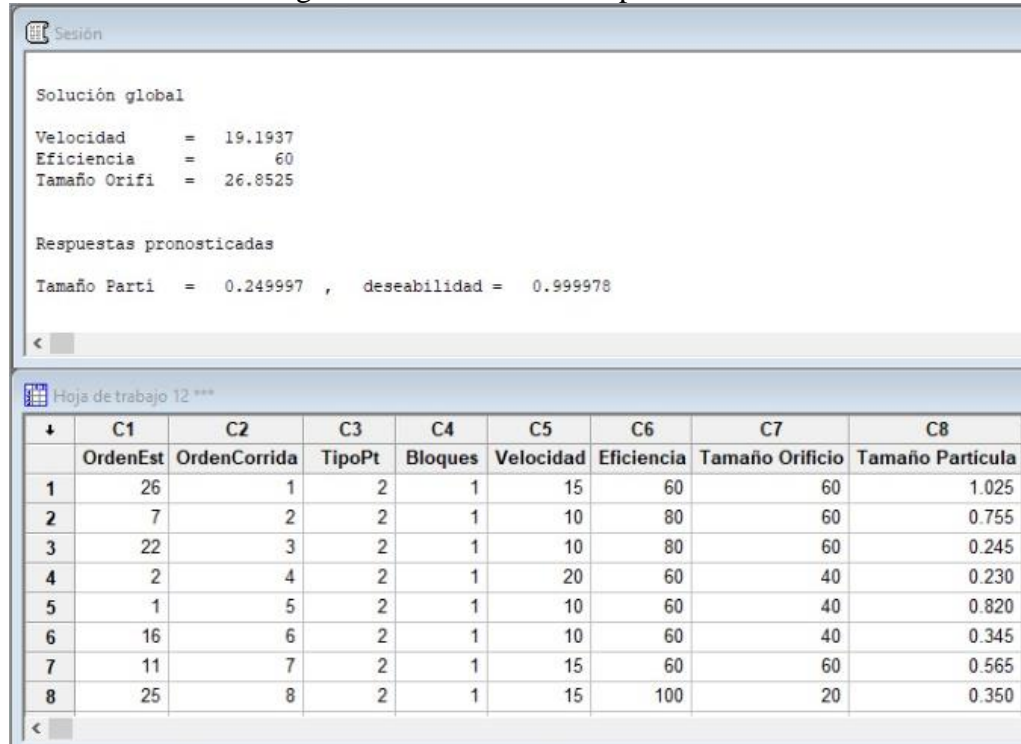 Sesión
Solución global
Velocidad = 19.1937
Eficiencia = 60
Tamaño Orifi = 26.8525
Respuestas pronosticadas
Tamaño Parti = 0.249997 , deseabilidad = 0.999978
Hoja de trabajo 12 ***
C1 C2 C3 C4 C5 C6 C7 C8
OrdenEst OrdenCorrida TipoPt Bloques Velocidad Eficiencia Tamaño Orificio Tamaño Partícula
1 26 1 2 1 15 60 60 1.025
2 7 2 2 1 10 80 60 0.755
3 22 3 2 1 10 80 60 0.245
4 2 4 2 1 20 60 40 0.230
5 1 5 2 1 10 60 40 0.820
6 16 6 2 1 10 60 40 0.345
7 11 7 2 1 15 60 60 0.565
8 25 8 2 1 15 100 20 0.350